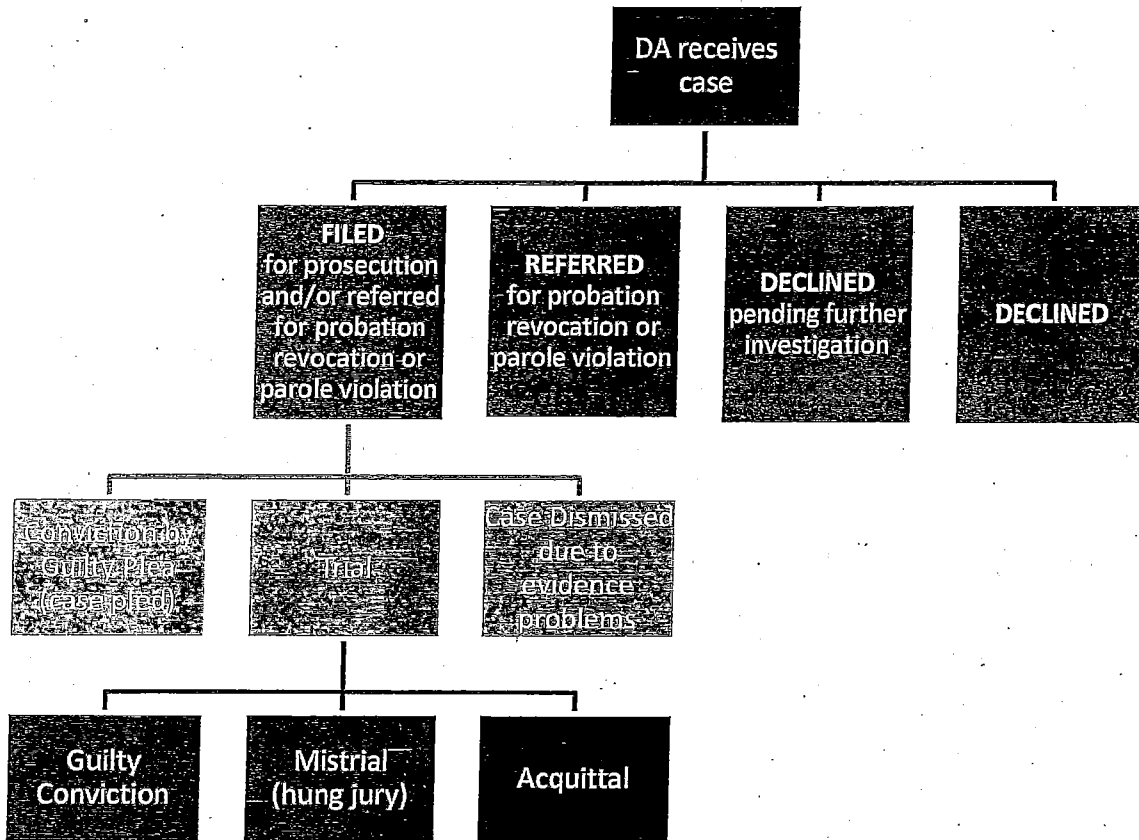 DA receives
case
FILED
for prosecution
and/or referred
for probation
revocation or
parole violation
REFERRED
for probation
revocation or
parole violation
DECLINED
pending further
investigation
DECLINED
Conviction by
Guilty Plea
(case pled)
Trial
Case Dismissed
due to
evidence
problems
Guilty
Conviction
Mistrial
(hung jury)
Acquittal